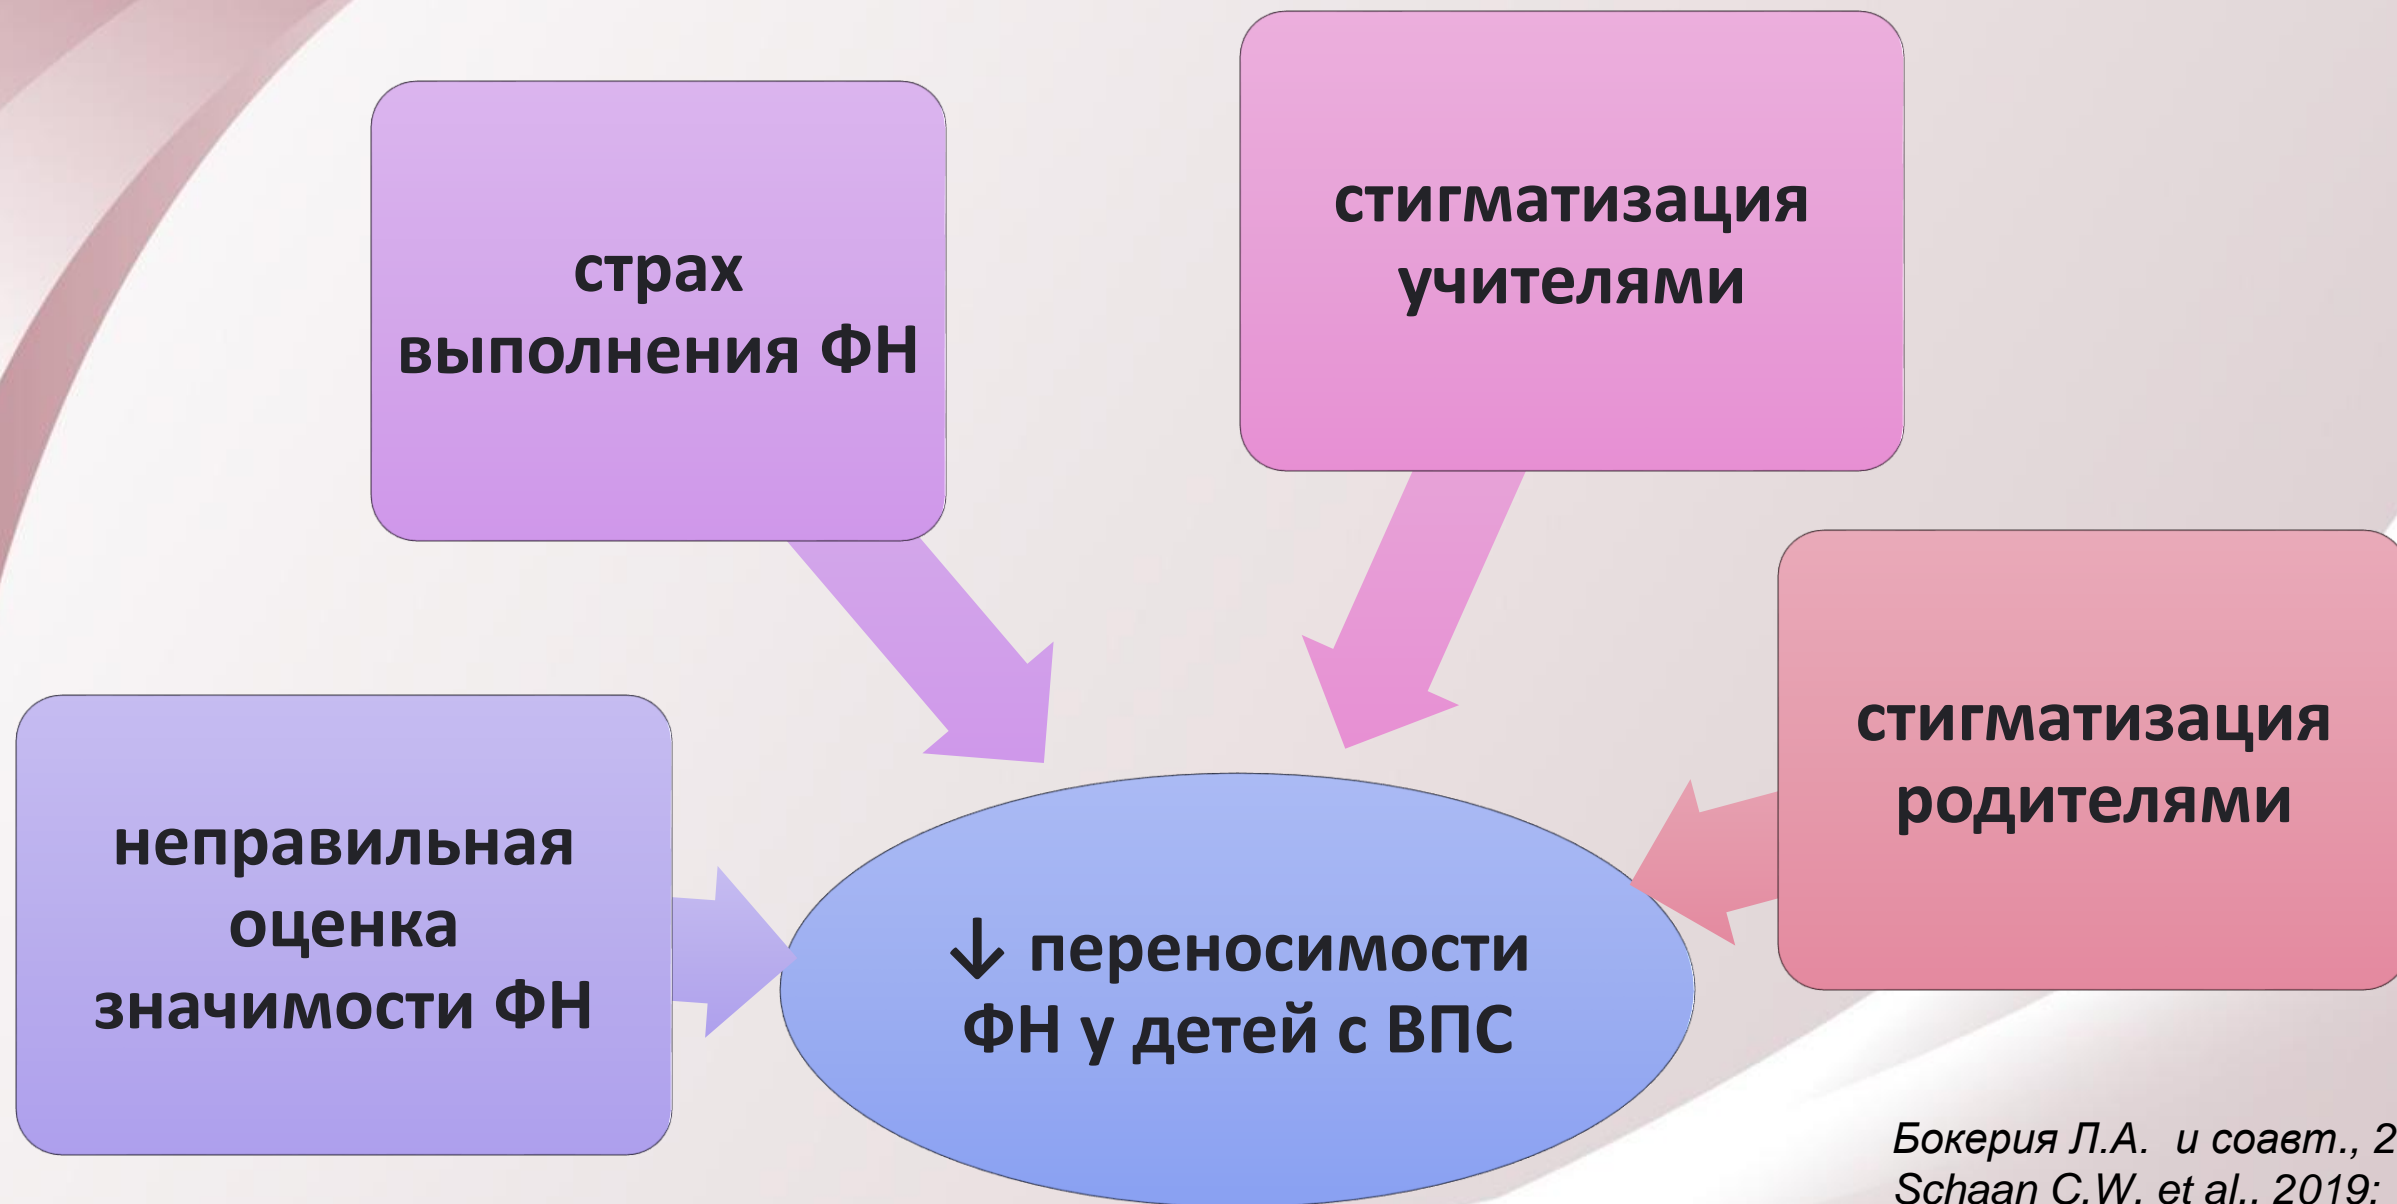 страх
выполнения ФН
стигматизация
учителями
стигматизация
родителями
неправильная
оценка
значимости ФН
↓ переносимости
ФН у детей с ВПС
Бокерия Л.А. и соавт., 2
Schaan C.W. et al., 2019;